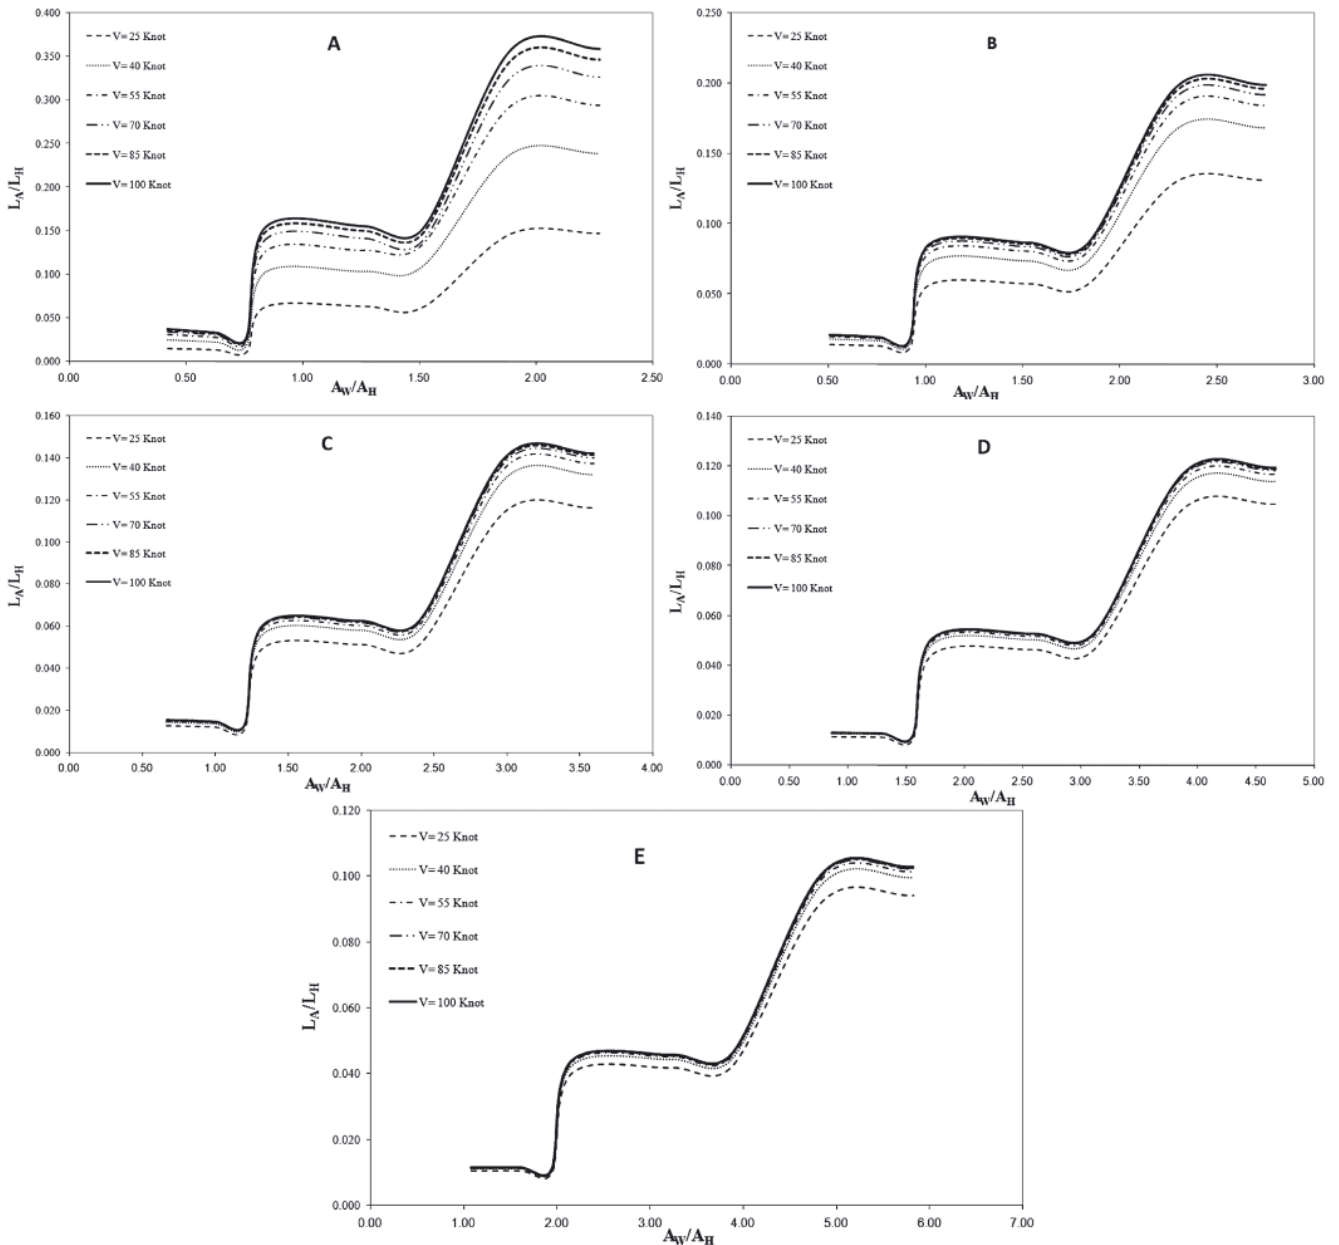 A
0.400
0.350
0.300
0.250
0.200
0.150
0.100
0.050
0.000
L_A/L_H
V=25 Knot
V=40 Knot
V=55 Knot
V=70 Knot
V=85 Knot
V=100 Knot
0.00 0.50 1.00 1.50 2.00 2.50
A_W/A_H
B
0.250
0.200
0.150
0.100
0.050
0.000
L_A/L_H
V=25 Knot
V=40 Knot
V=55 Knot
V=70 Knot
V=85 Knot
V=100 Knot
0.00 0.50 1.00 1.50 2.00 2.50 3.00
A_W/A_H
C
0.160
0.140
0.120
0.100
0.080
0.060
0.040
0.020
0.000
L_A/L_H
V=25 Knot
V=40 Knot
V=55 Knot
V=70 Knot
V=85 Knot
V=100 Knot
0.00 0.50 1.00 1.50 2.00 2.50 3.00 3.50 4.00
A_W/A_H
D
0.140
0.120
0.100
0.080
0.060
0.040
0.020
0.000
L_A/L_H
V=25 Knot
V=40 Knot
V=55 Knot
V=70 Knot
V=85 Knot
V=100 Knot
0.00 0.50 1.00 1.50 2.00 2.50 3.00 3.50 4.00 4.50 5.00
A_W/A_H
E
0.120
0.100
0.080
0.060
0.040
0.020
0.000
L_A/L_H
V=25 Knot
V=40 Knot
V=55 Knot
V=70 Knot
V=85 Knot
V=100 Knot
0.00 1.00 2.00 3.00 4.00 5.00 6.00 7.00
A_W/A_H